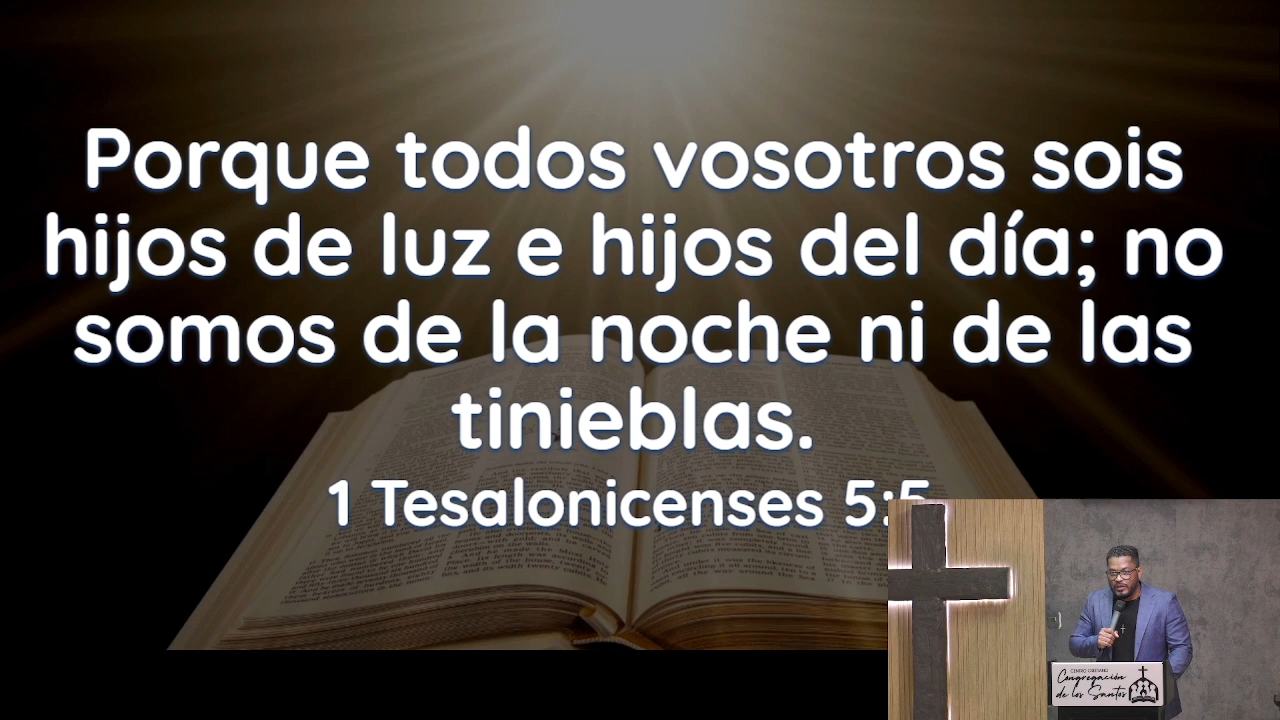 Porque todos vosotros sois
hijos de luz e hijos del día; no
somos de la noche ni de las
tinieblas.
1 Tesalonicenses 5:5
CENTRO CRISTIANO
Congregación
de los Santos